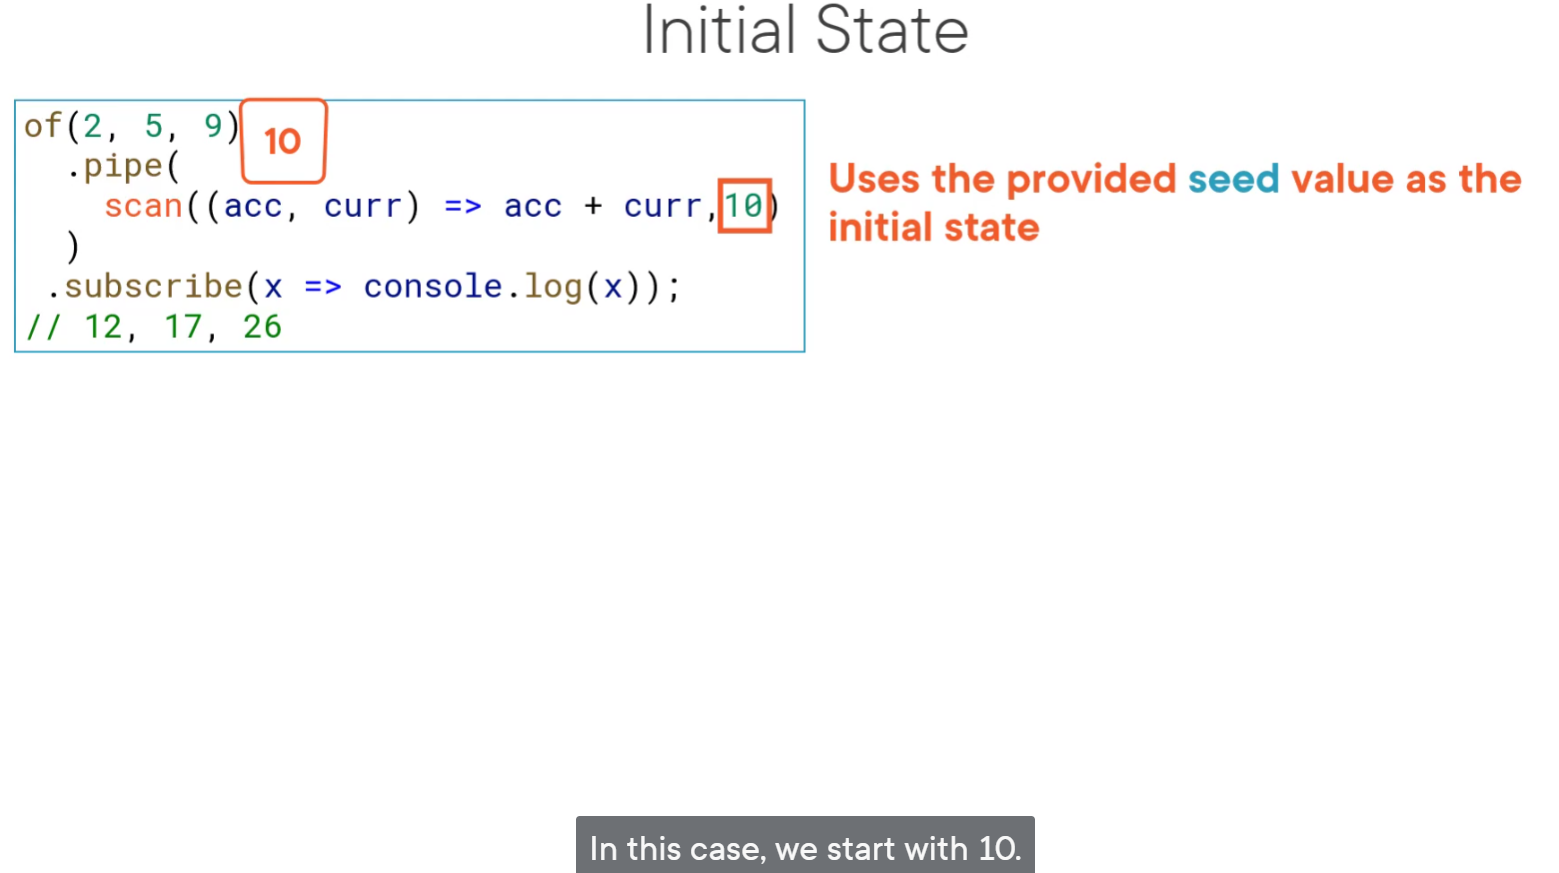 Initial State
of(2, 5, 9)
10
.pipe(
scan((acc, curr) => acc + curr,10)
)
.subscribe(x => console.log(x));
// 12, 17, 26
Uses the provided seed value as the
initial state
In this case, we start with 10.